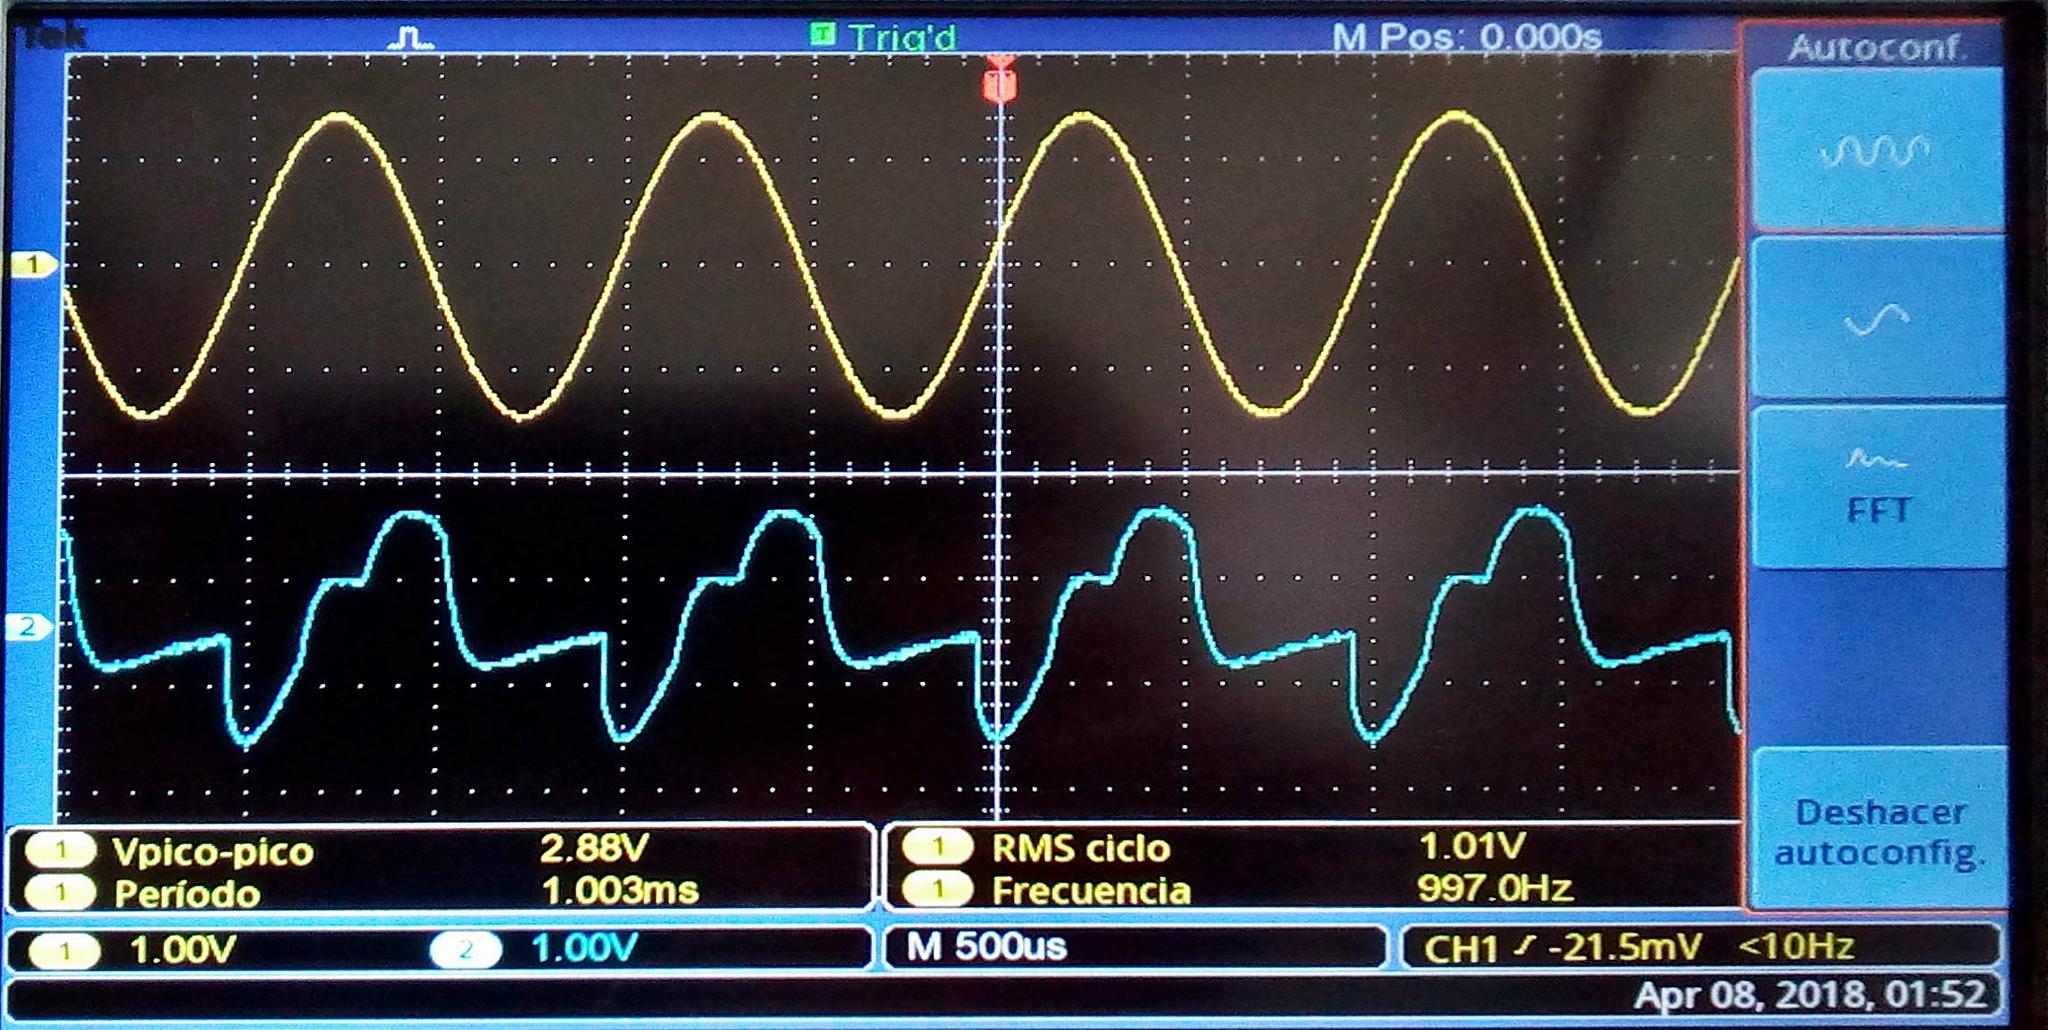 Tek Trig'd M Pos: 0.000s
Autoconf.
1
FFT
2
Deshacer
autoconfig.
1 Vpico-pico 2.88V 1 RMS ciclo 1.01V
1 Período 1.003ms 1 Frecuencia 997.0Hz
1 1.00V 2 1.00V M 500us CH1 -21.5mV <10Hz
Apr 08, 2018, 01:52